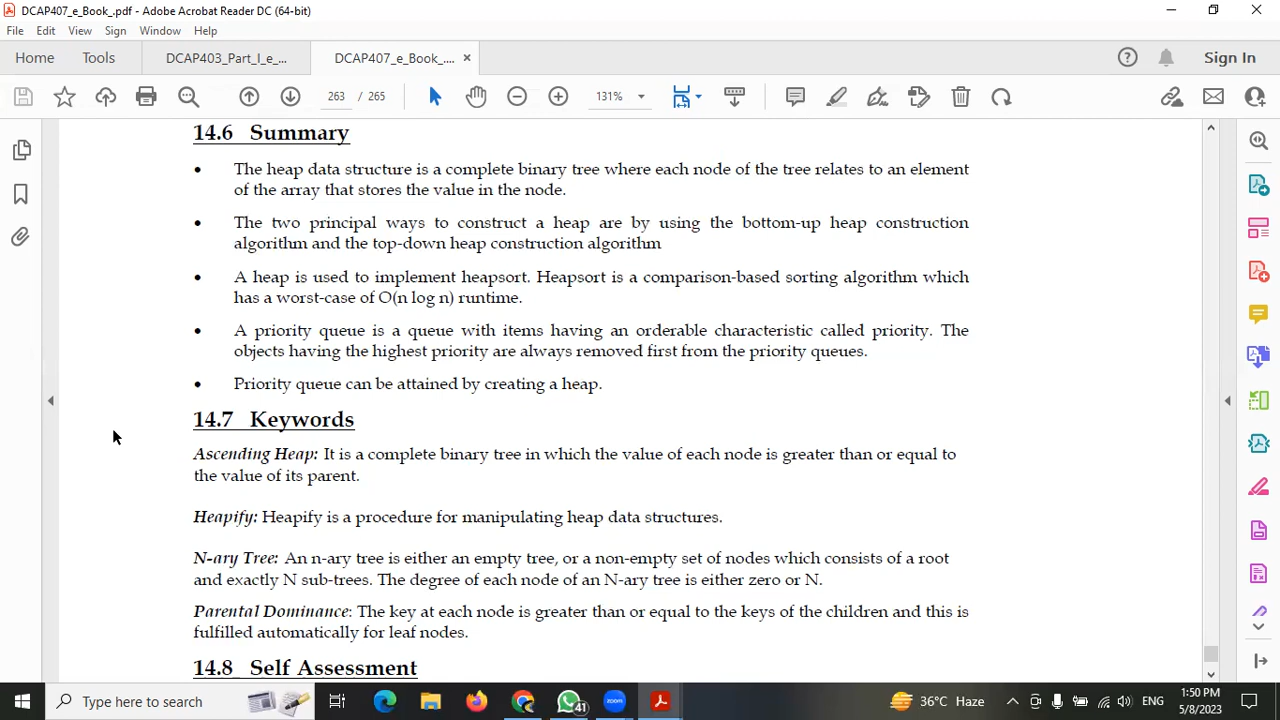 DCAP407_e_Book_.pdf - Adobe Acrobat Reader DC (64-bit)
File Edit View Sign Window Help
Home Tools DCAP403_Part_I_e_... DCAP407_e_Book_.... × Sign In
263 / 265 131%
14.6 Summary
• The heap data structure is a complete binary tree where each node of the tree relates to an element
of the array that stores the value in the node.
• The two principal ways to construct a heap are by using the bottom-up heap construction
algorithm and the top-down heap construction algorithm
• A heap is used to implement heapsort. Heapsort is a comparison-based sorting algorithm which
has a worst-case of O(n log n) runtime.
• A priority queue is a queue with items having an orderable characteristic called priority. The
objects having the highest priority are always removed first from the priority queues.
• Priority queue can be attained by creating a heap.
14.7 Keywords
Ascending Heap: It is a complete binary tree in which the value of each node is greater than or equal to
the value of its parent.
Heapify: Heapify is a procedure for manipulating heap data structures.
N-ary Tree: An n-ary tree is either an empty tree, or a non-empty set of nodes which consists of a root
and exactly N sub-trees. The degree of each node of an N-ary tree is either zero or N.
Parental Dominance: The key at each node is greater than or equal to the keys of the children and this is
fulfilled automatically for leaf nodes.
14.8 Self Assessment
Type here to search 41 zoom 36°C Haze ENG 1:50 PM
5/8/2023